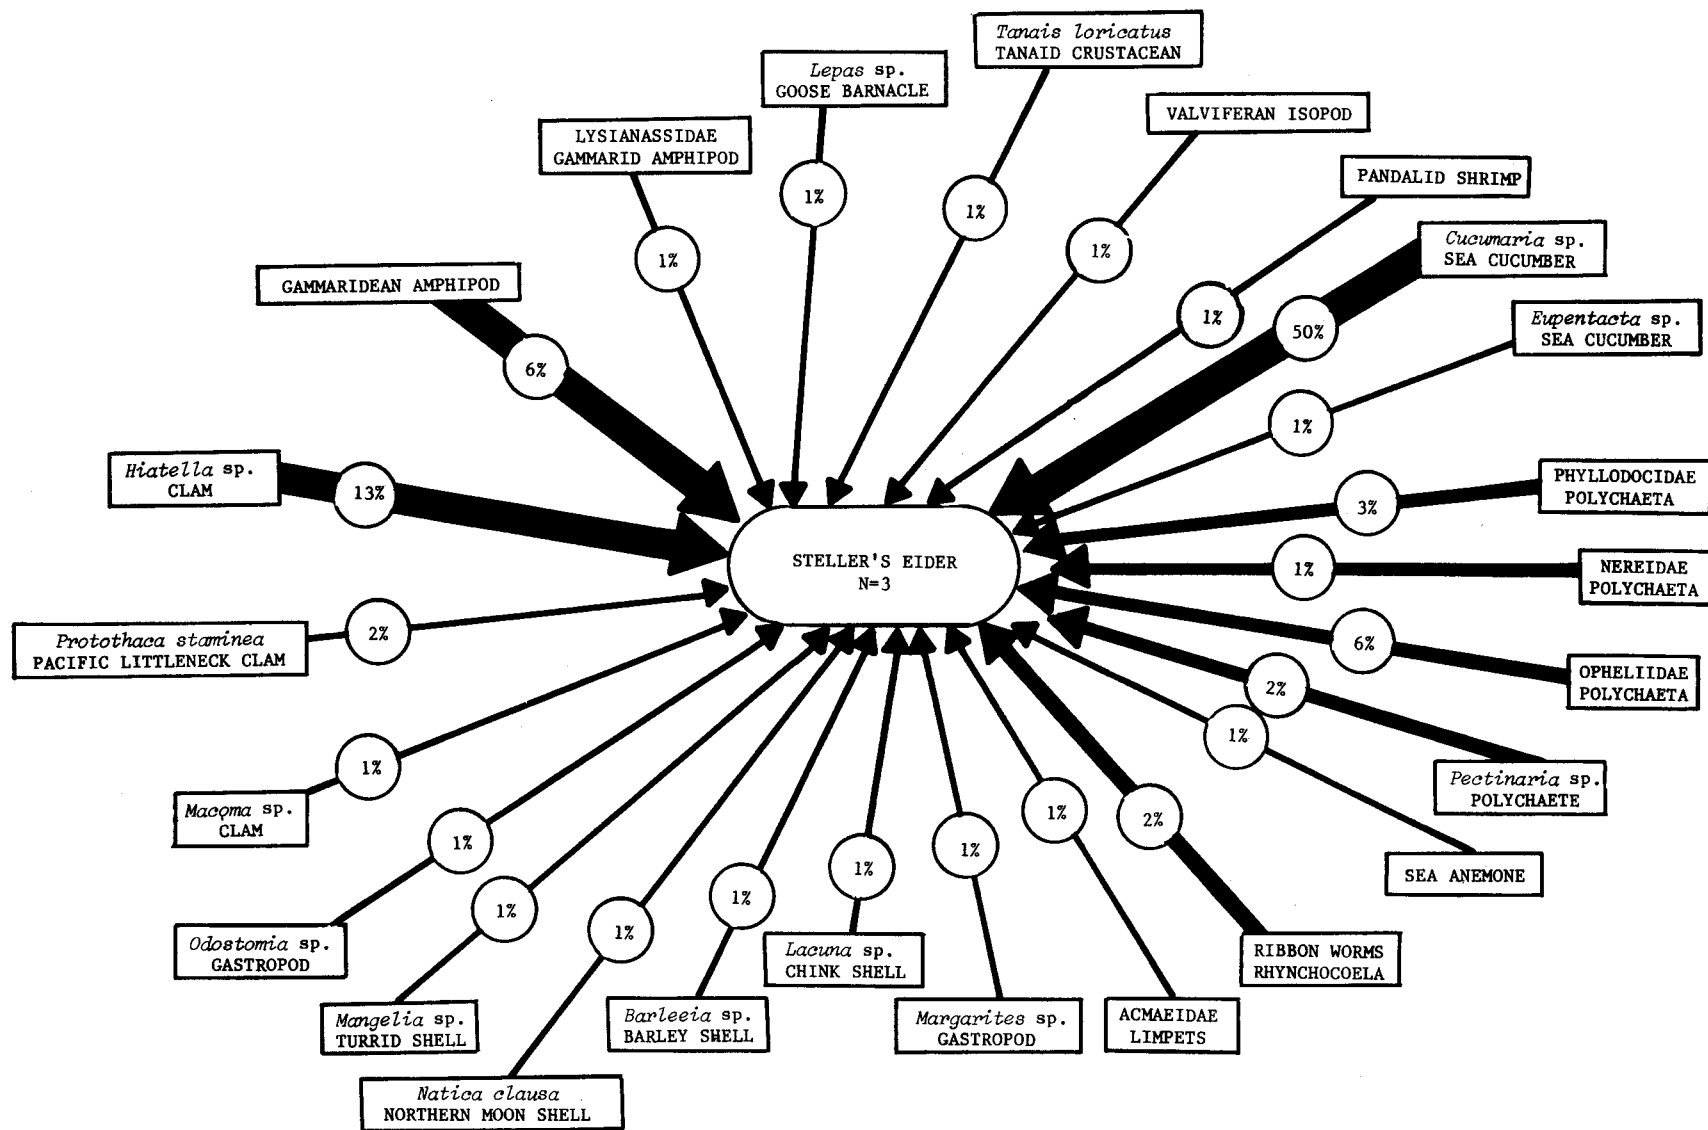 Tanais loricatus
TANAID CRUSTACEAN
Lepas sp.
GOOSE BARNACLE
VALVIFERAN ISOPOD
LYSIANASSIDAE
GAMMARID AMPHIPOD
PANDALID SHRIMP
Cucumaria sp.
SEA CUCUMBER
GAMMARIDEAN AMPHIPOD
Eupentacta sp.
SEA CUCUMBER
1%
1%
1%
1%
1%
1%
50%
6%
1%
Hiatella sp.
CLAM
13%
3%
PHYLLODOCIDAE
POLYCHAETA
STELLER'S EIDER
N=3
1%
NEREIDAE
POLYCHAETA
Protothaca staminea
PACIFIC LITTLENECK CLAM
2%
6%
OPHELIIDAE
POLYCHAETA
2%
1%
Pectinaria sp.
POLYCHAETE
Macoma sp.
CLAM
1%
1%
1%
1%
1%
1%
1%
1%
2%
SEA ANEMONE
Odostomia sp.
GASTROPOD
Lacuna sp.
CHINK SHELL
RIBBON WORMS
RHYNCHOCOELA
Mangelia sp.
TURRID SHELL
Barleeia sp.
BARLEY SHELL
Margarites sp.
GASTROPOD
ACMAEIDAE
LIMPETS
Natica clausa
NORTHERN MOON SHELL